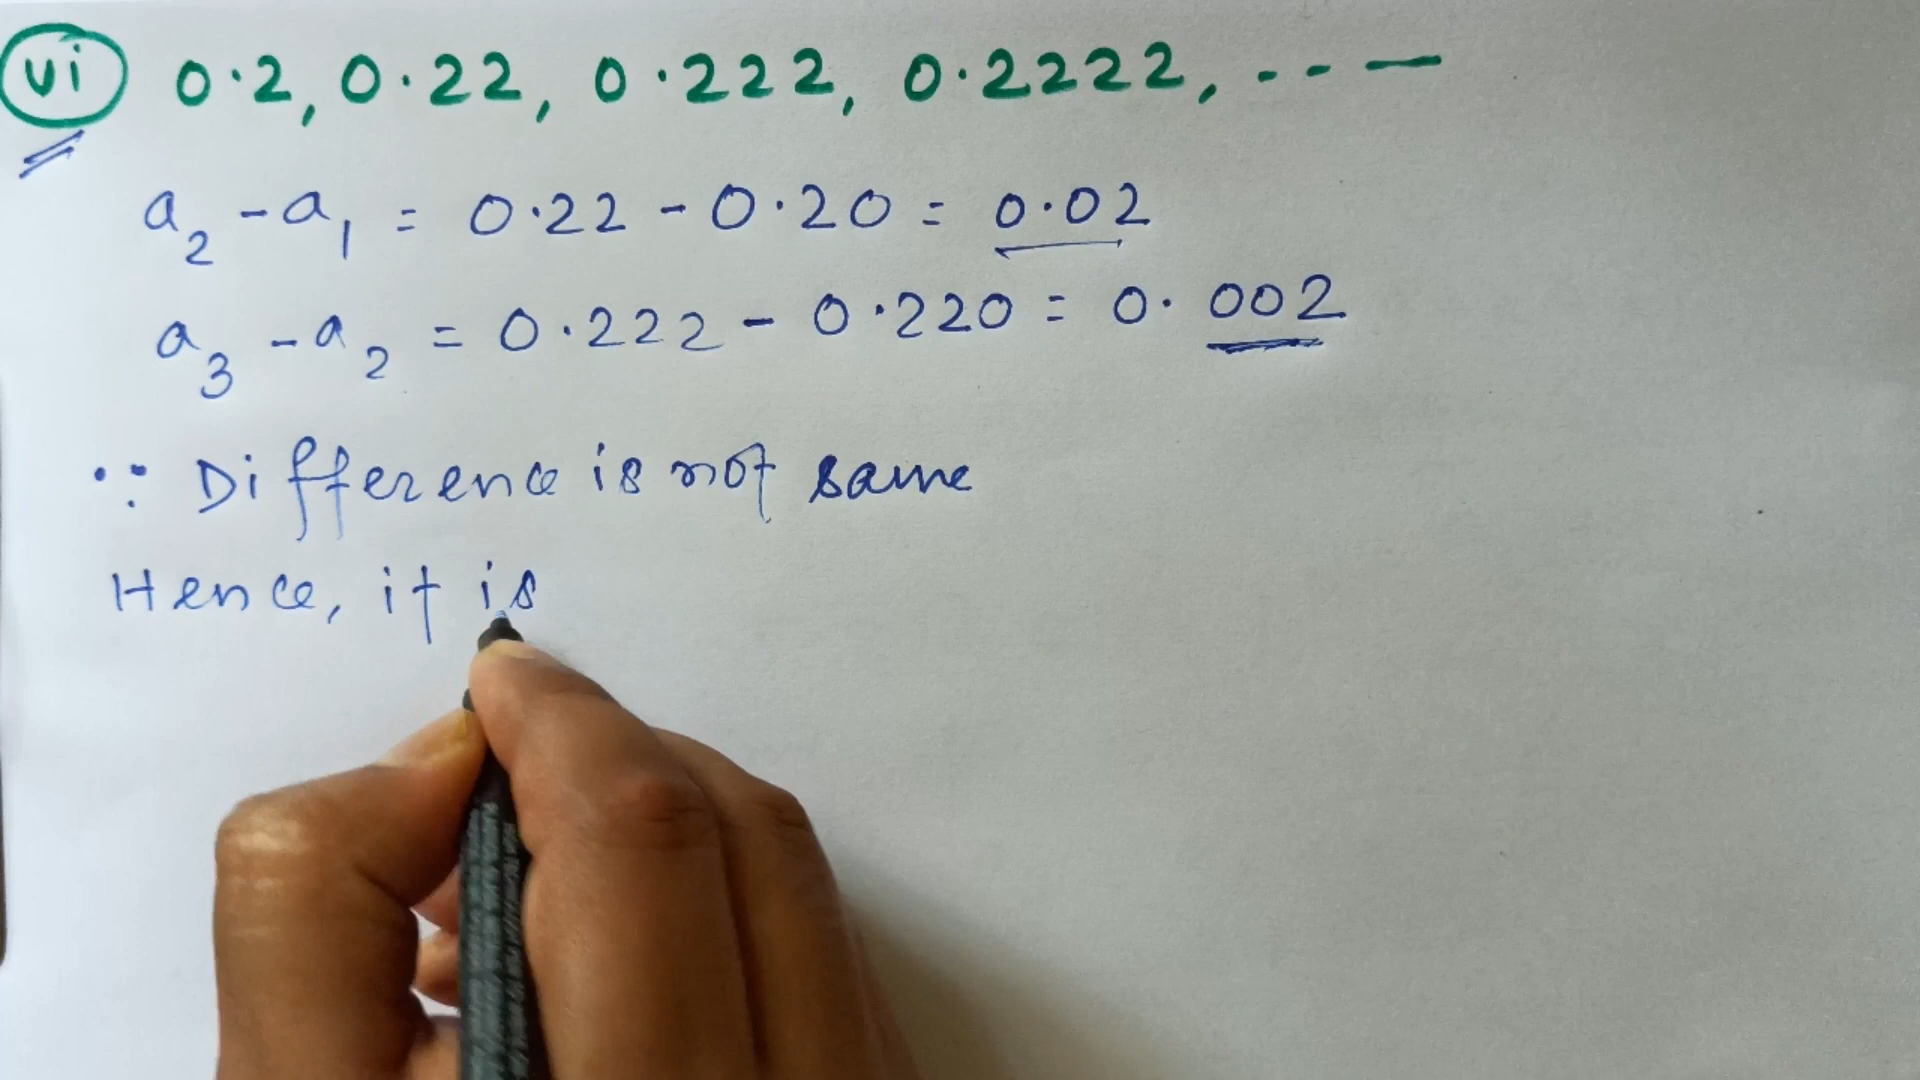 vi 0.2, 0.22, 0.222, 0.2222, ---
a₂ - a₁ = 0.22 - 0.20 = 0.02
a₃ - a₂ = 0.222 - 0.220 = 0.002
∵ Difference is not same
Hence, it is